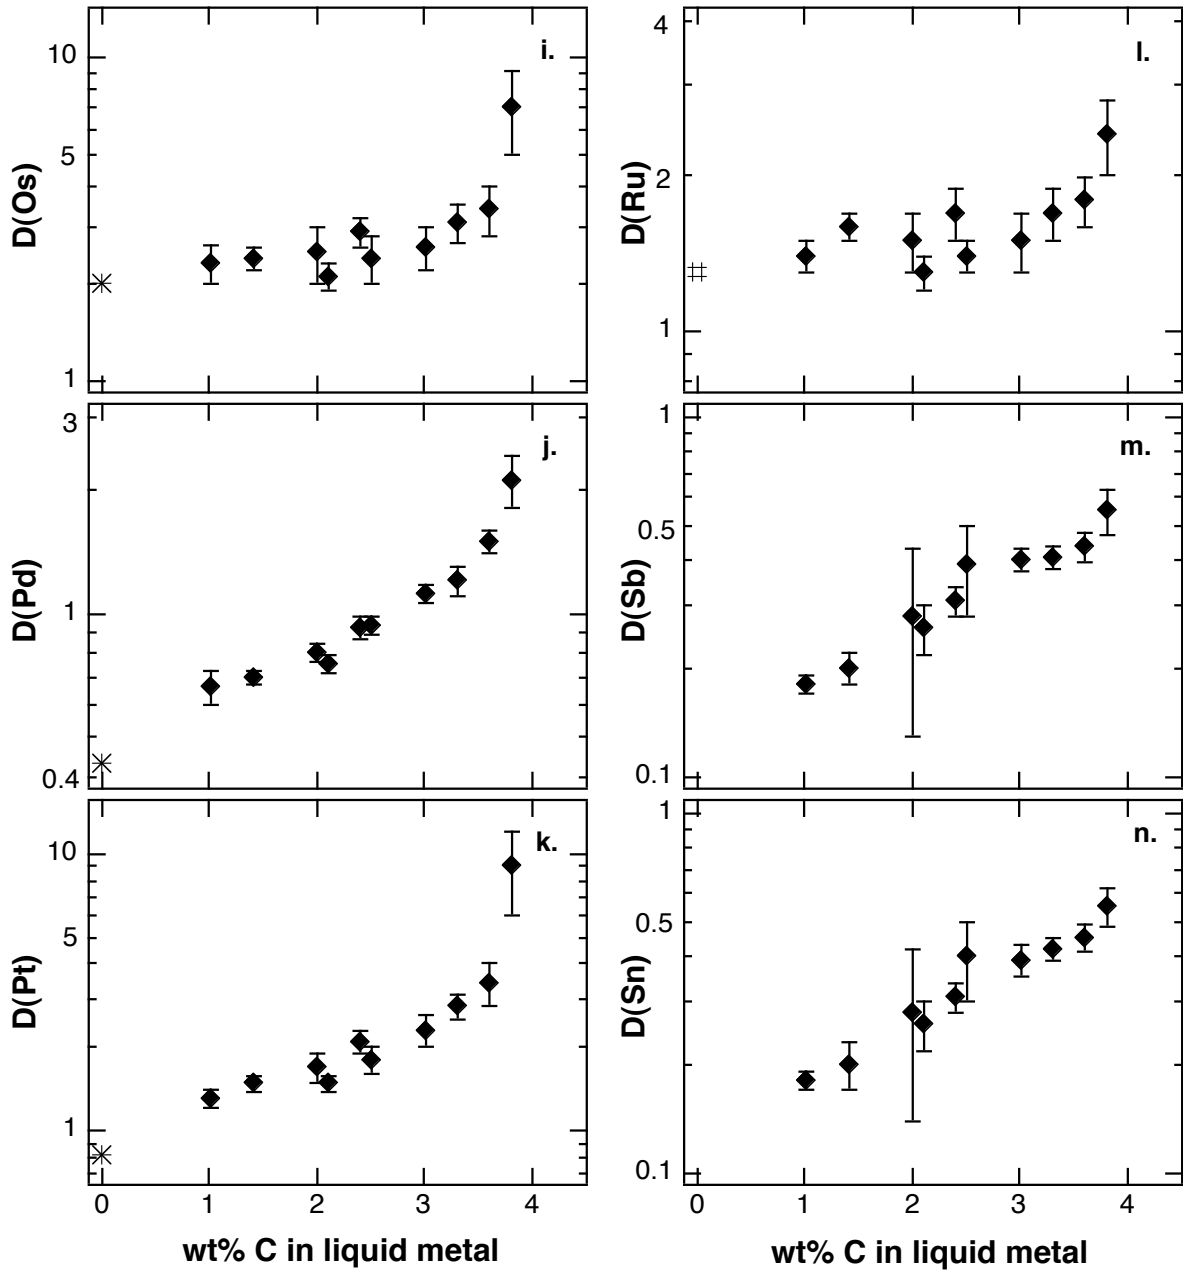 i.
10
5
1
D(Os)
l.
4
2
1
D(Ru)
j.
3
1
0.4
D(Pd)
m.
1
0.5
0.1
D(Sb)
k.
10
5
1
D(Pt)
0 1 2 3 4
wt% C in liquid metal
n.
1
0.5
0.1
D(Sn)
0 1 2 3 4
wt% C in liquid metal